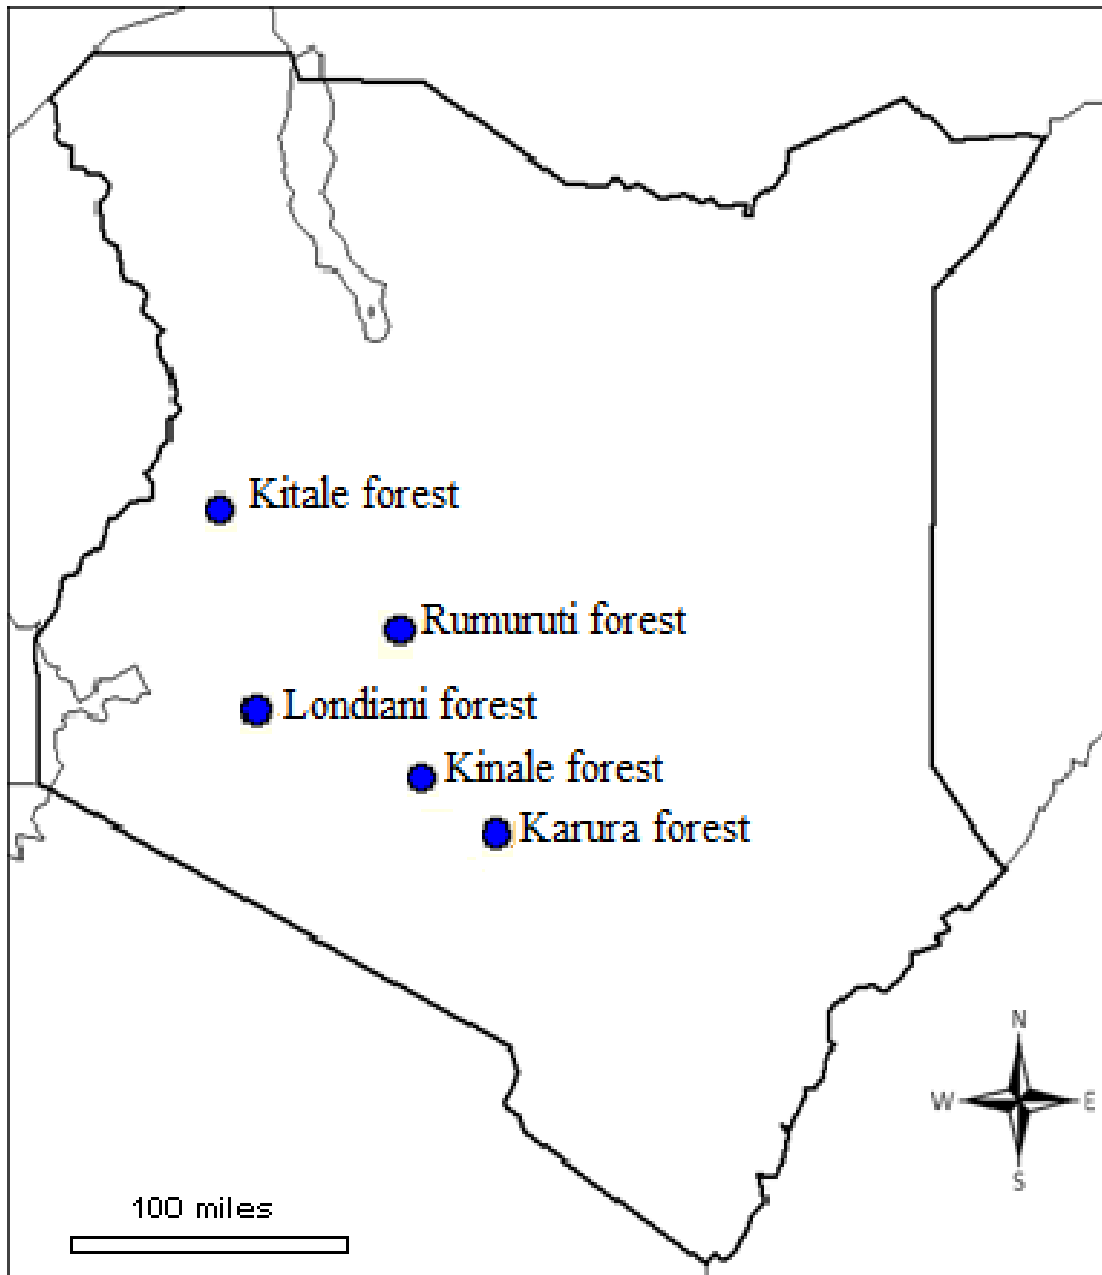 Kitale forest
Rumuruti forest
Londiani forest
Kinale forest
Karura forest
N
W E
S
100 miles